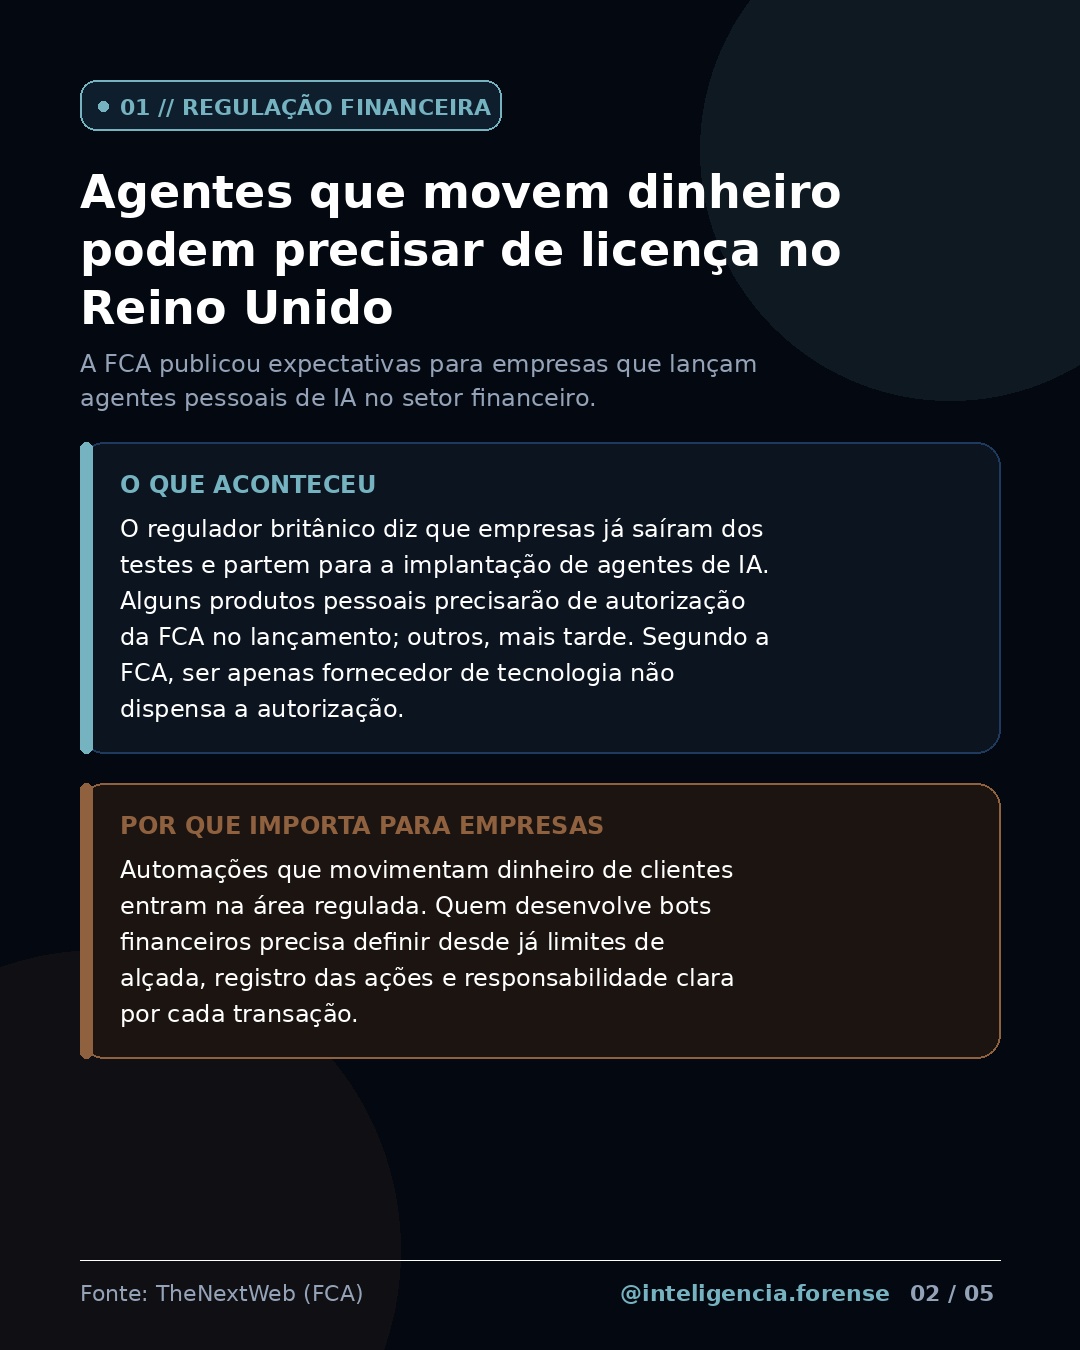 01 // REGULAÇÃO FINANCEIRA
Agentes que movem dinheiro
podem precisar de licença no
Reino Unido
A FCA publicou expectativas para empresas que lançam
agentes pessoais de IA no setor financeiro.
O QUE ACONTECEU
O regulador britânico diz que empresas já saíram dos
testes e partem para a implantação de agentes de IA.
Alguns produtos pessoais precisarão de autorização
da FCA no lançamento; outros, mais tarde. Segundo a
FCA, ser apenas fornecedor de tecnologia não
dispensa a autorização.
POR QUE IMPORTA PARA EMPRESAS
Automações que movimentam dinheiro de clientes
entram na área regulada. Quem desenvolve bots
financeiros precisa definir desde já limites de
alçada, registro das ações e responsabilidade clara
por cada transação.
Fonte: TheNextWeb (FCA)
@inteligencia.forense 02 / 05